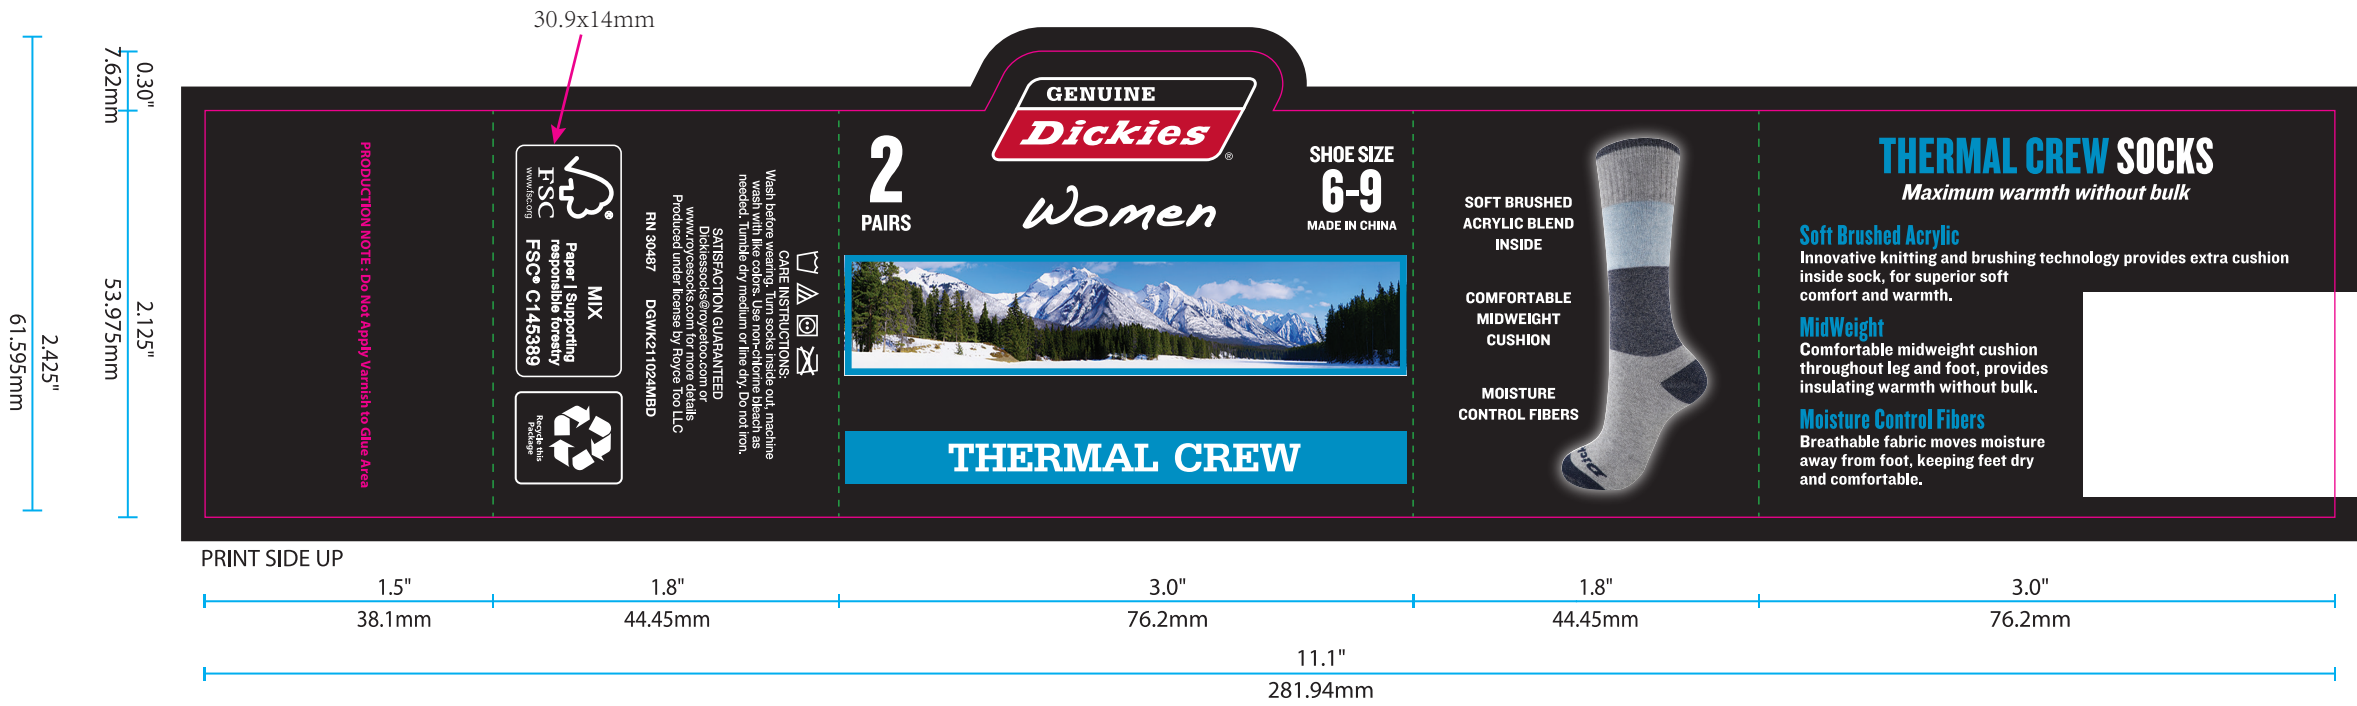 30.9x14mm
0.30"
7.62mm
2.125"
53.975mm
2.425"
61.595mm
PRODUCTION NOTE : Do Not Apply Varnish to Glue Area
FSC
®
www.fsc.org
MIX
Paper | Supporting
responsible forestry
FSC® C145389
Recycle this
Package
CARE INSTRUCTIONS:
Wash before wearing. Turn socks inside out, machine
wash with like colors. Use non-chlorine bleach as
needed. Tumble dry medium or line dry. Do not iron.
SATISFACTION GUARANTEED
Dickiessocks@roycetoo.com or
www.roycesocks.com for more details
Produced under license by Royce Too LLC
RN 30487 DGWK211024MBD
GENUINE
Dickies
®
2
PAIRS
Women
SHOE SIZE
6-9
MADE IN CHINA
THERMAL CREW
SOFT BRUSHED
ACRYLIC BLEND
INSIDE
COMFORTABLE
MIDWEIGHT
CUSHION
MOISTURE
CONTROL FIBERS
THERMAL CREW SOCKS
Maximum warmth without bulk
Soft Brushed Acrylic
Innovative knitting and brushing technology provides extra cushion
inside sock, for superior soft
comfort and warmth.
MidWeight
Comfortable midweight cushion
throughout leg and foot, provides
insulating warmth without bulk.
Moisture Control Fibers
Breathable fabric moves moisture
away from foot, keeping feet dry
and comfortable.
PRINT SIDE UP
1.5"
1.8"
3.0"
1.8"
3.0"
38.1mm
44.45mm
76.2mm
44.45mm
76.2mm
11.1"
281.94mm